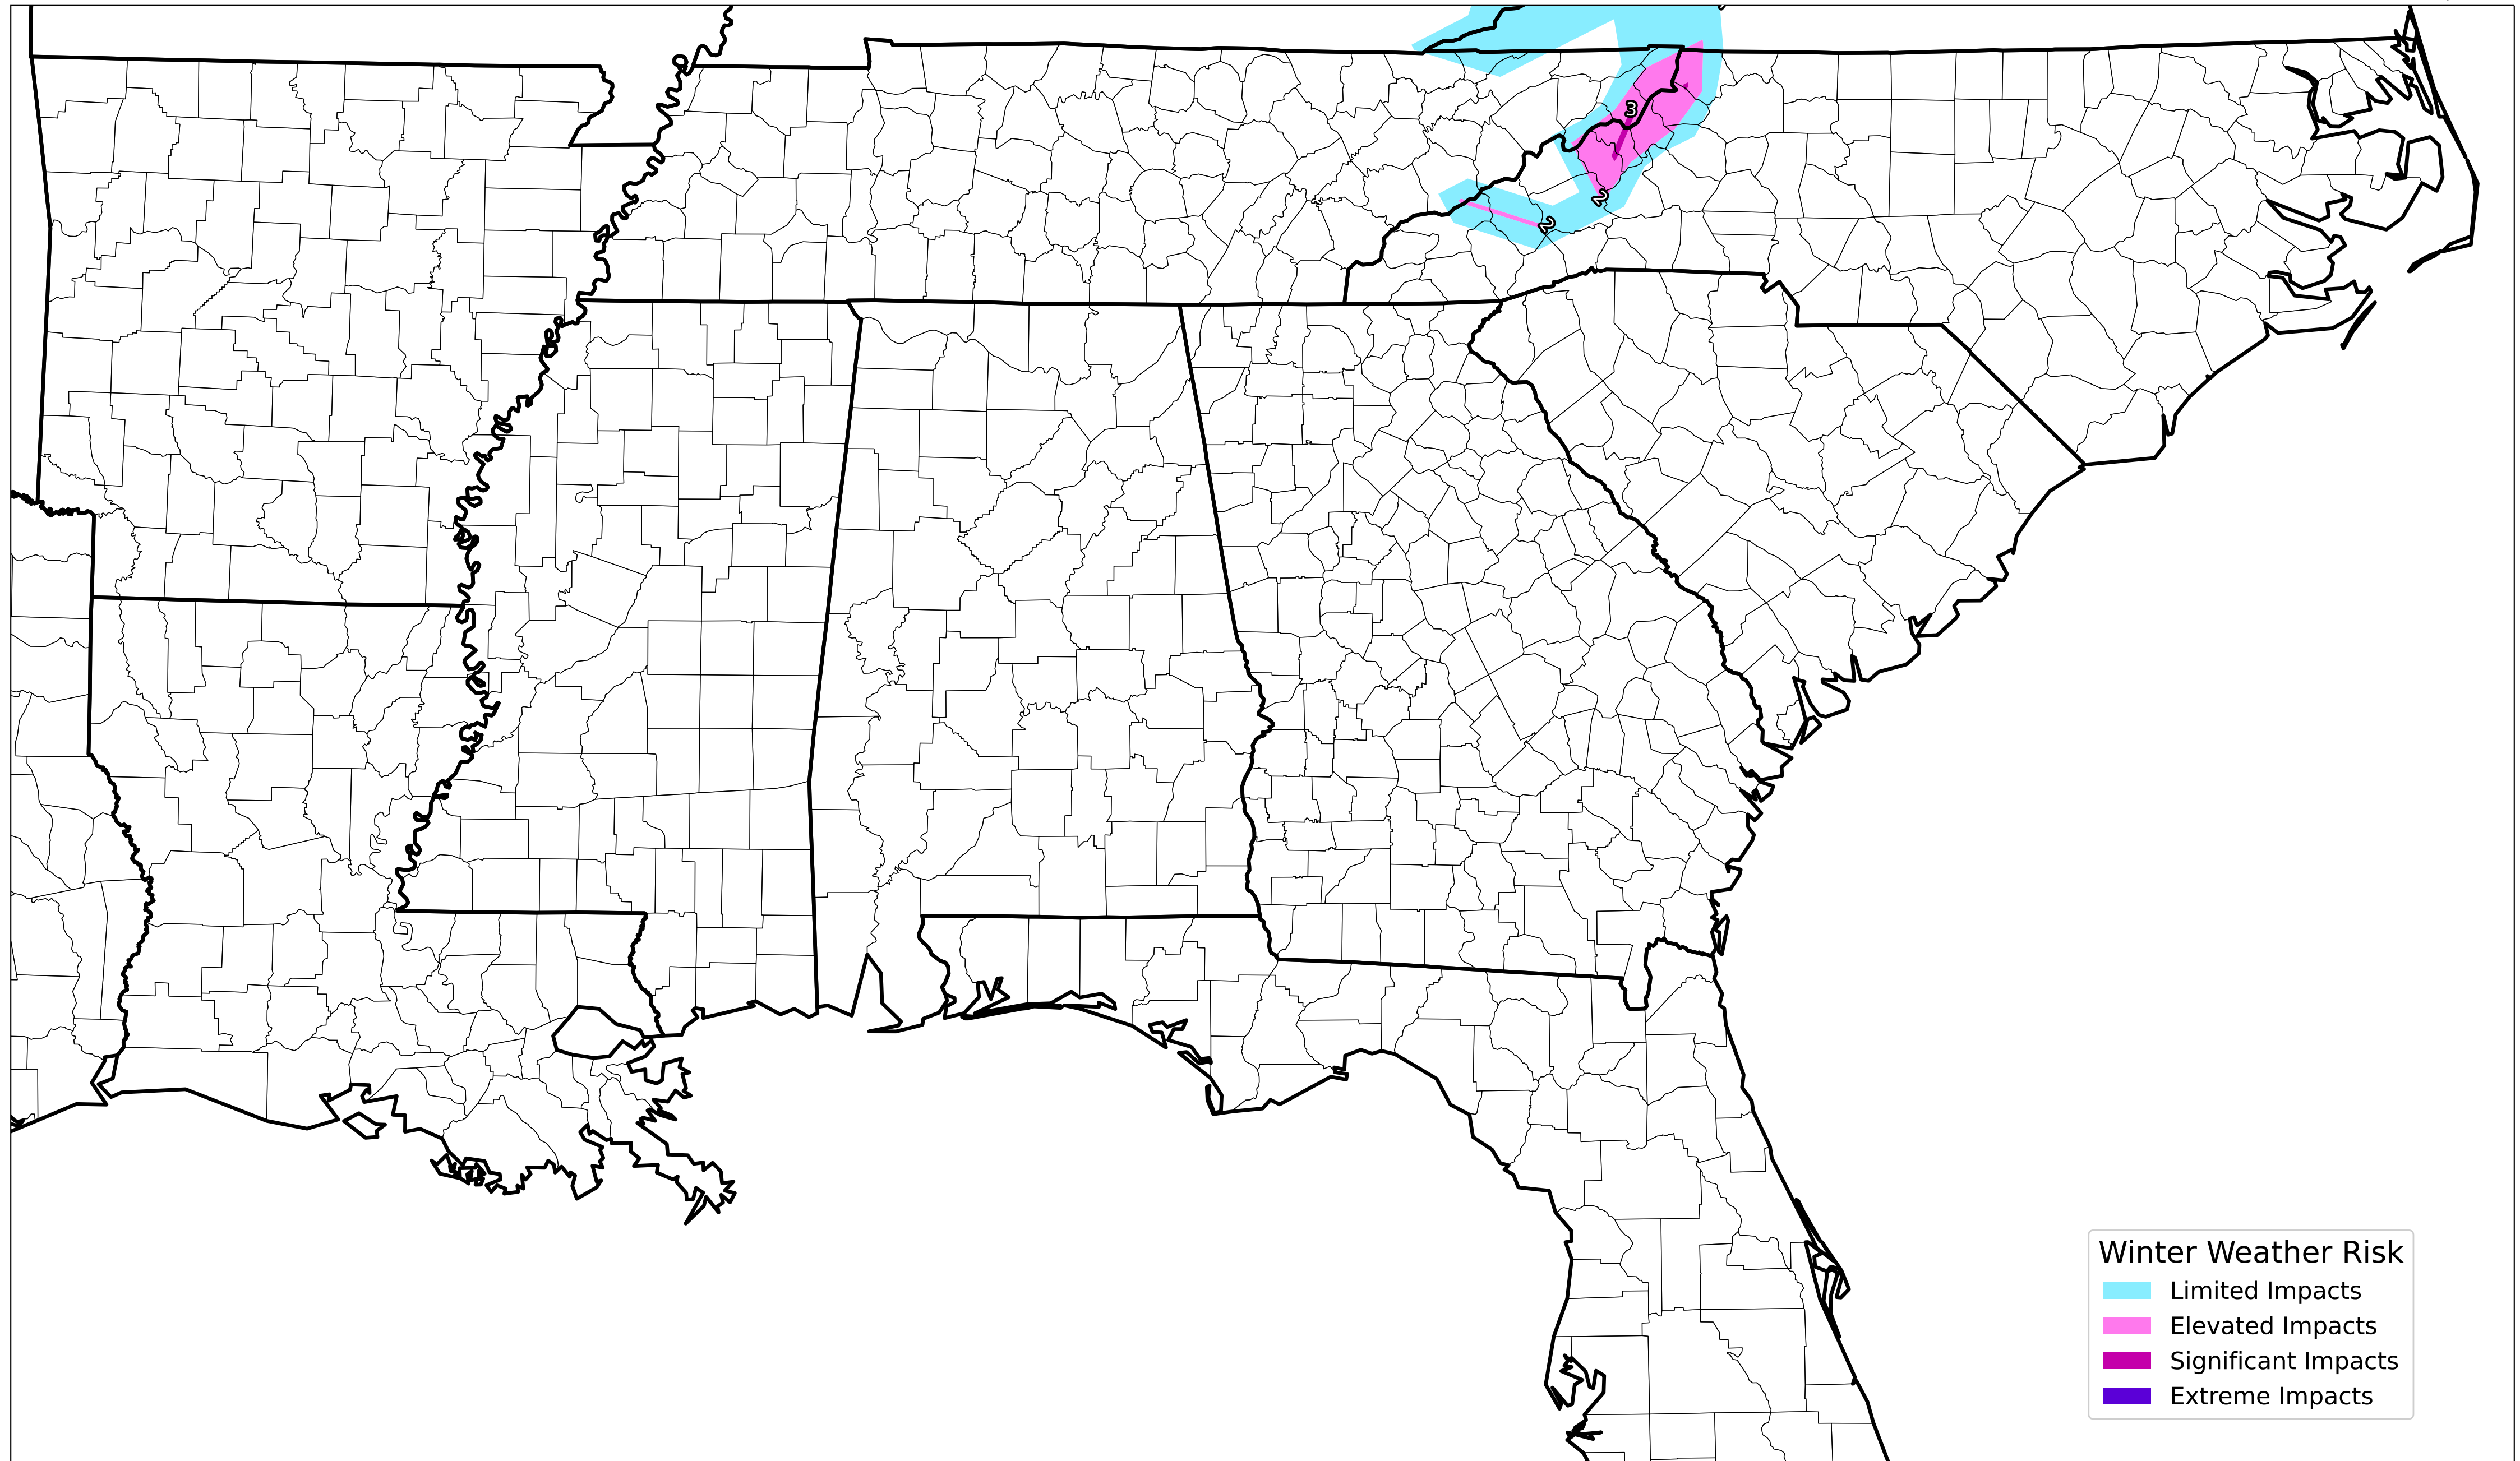 3
2
2
Winter Weather Risk
Limited Impacts
Elevated Impacts
Significant Impacts
Extreme Impacts